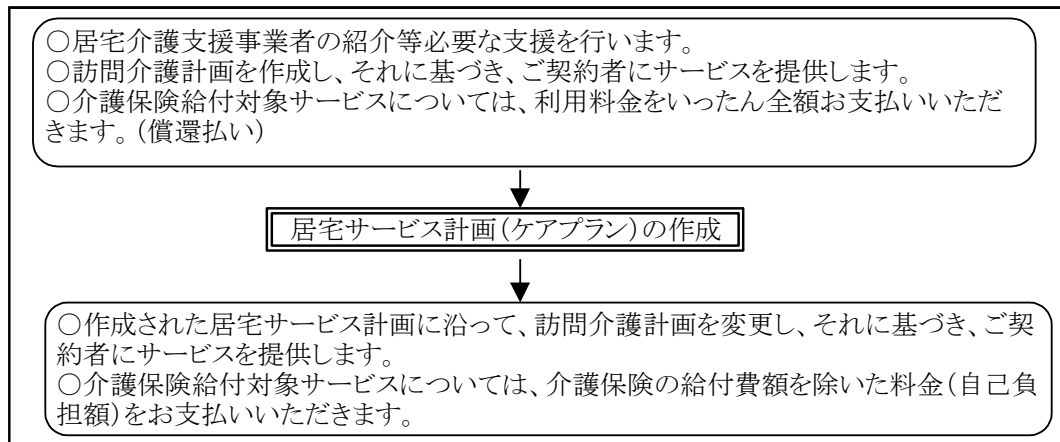 ○居宅介護支援事業者の紹介等必要な支援を行います。
○訪問介護計画を作成し、それに基づき、ご契約者にサービスを提供します。
○介護保険給付対象サービスについては、利用料金をいったん全額お支払いいただ
きます。(償還払い)
居宅サービス計画(ケアプラン)の作成
○作成された居宅サービス計画に沿って、訪問介護計画を変更し、それに基づき、ご契
約者にサービスを提供します。
○介護保険給付対象サービスについては、介護保険の給付費額を除いた料金(自己負
担額)をお支払いいただきます。